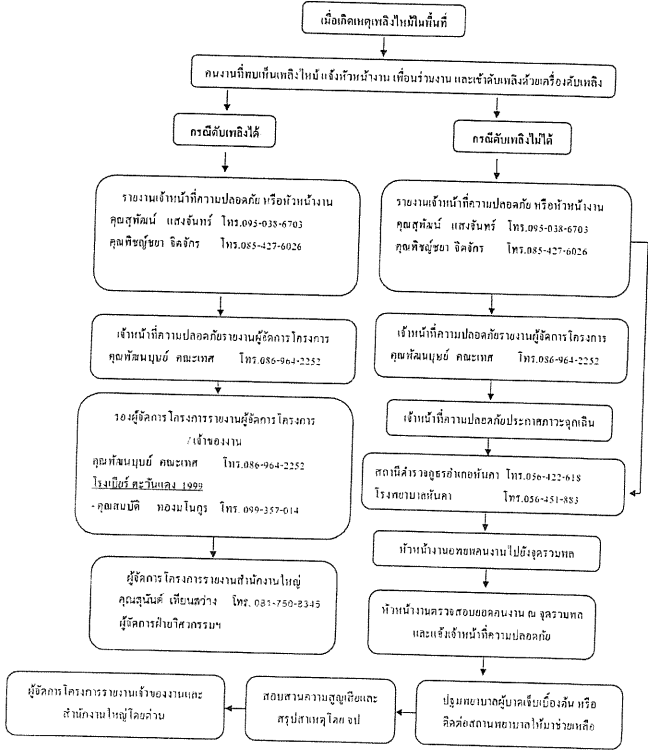 เมื่อเกิดเหตุเพลิงไหม้ในพื้นที่
คนงานที่พบเห็นเพลิงไหม้ แจ้งหัวหน้างาน เพื่อนร่วมงาน และเข้าดับเพลิงด้วยเครื่องดับเพลิง
กรณีดับเพลิงได้
รายงานเจ้าหน้าที่ความปลอดภัย หรือหัวหน้างาน
คุณสุพัฒน์ แสงจันทร์ โทร.095-038-6703
คุณพิชญ์ชยา จิตจักร โทร.085-427-6026
เจ้าหน้าที่ความปลอดภัยรายงานผู้จัดการโครงการ
คุณพัฒนบุษย์ คณะเทศ โทร.086-964-2252
รองผู้จัดการโครงการรายงานผู้จัดการโครงการ
/เจ้าของงาน
คุณพัฒนบุษย์ คณะเทศ โทร.086-964-2252
โรงเบียร์ ตะวันแดง 1999
- คุณสมบัติ ทองมโนกูร โทร. 099-357-014
ผู้จัดการโครงการรายงานสำนักงานใหญ่
คุณสุนันต์ เทียนสว่าง โทร. 081-750-8345
ผู้จัดการฝ่ายวิศวกรรมฯ
กรณีดับเพลิงไม่ได้
รายงานเจ้าหน้าที่ความปลอดภัย หรือหัวหน้างาน
คุณสุพัฒน์ แสงจันทร์ โทร.095-038-6703
คุณพิชญ์ชยา จิตจักร โทร.085-427-6026
เจ้าหน้าที่ความปลอดภัยรายงานผู้จัดการโครงการ
คุณพัฒนบุษย์ คณะเทศ โทร.086-964-2252
เจ้าหน้าที่ความปลอดภัยประกาศภาวะฉุกเฉิน
สถานีตำรวจภูธรอำเภอหันคา โทร.056-422-618
โรงพยาบาลหันคา โทร.056-451-883
หัวหน้างานอพยพคนงานไปยังจุดรวมพล
หัวหน้างานตรวจสอบยอดคนงาน ณ จุดรวมพล
และแจ้งเจ้าหน้าที่ความปลอดภัย
ปฐมพยาบาลผู้บาดเจ็บเบื้องต้น หรือ
ติดต่อสถานพยาบาลให้มาช่วยเหลือ
สอบสวนความสูญเสียและ
สรุปสาเหตุโดย จป
ผู้จัดการโครงการรายงานเจ้าของงานและ
สำนักงานใหญ่โดยด่วน